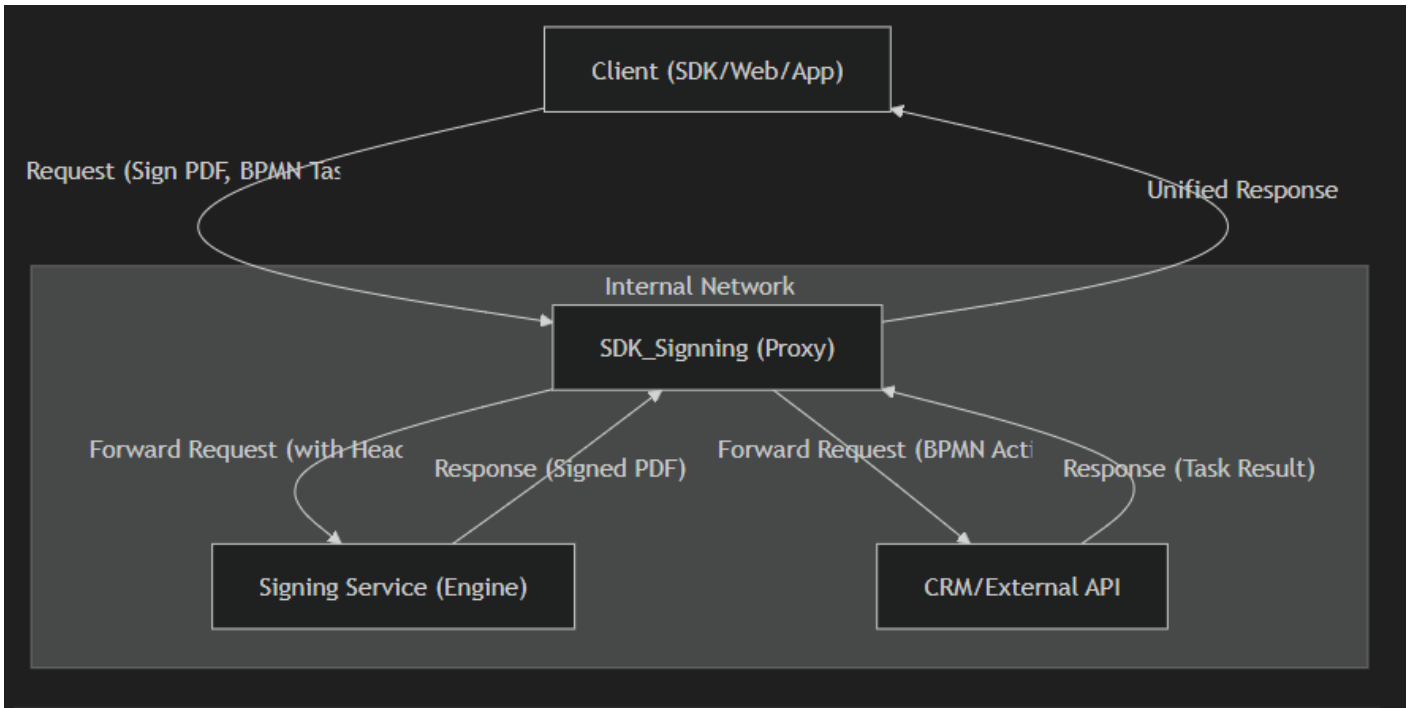 Client (SDK/Web/App)
Request (Sign PDF, BPMN Tas
Unified Response
Internal Network
SDK_Signning (Proxy)
Forward Request (with Head
Response (Signed PDF)
Forward Request (BPMN Acti
Response (Task Result)
Signing Service (Engine)
CRM/External API